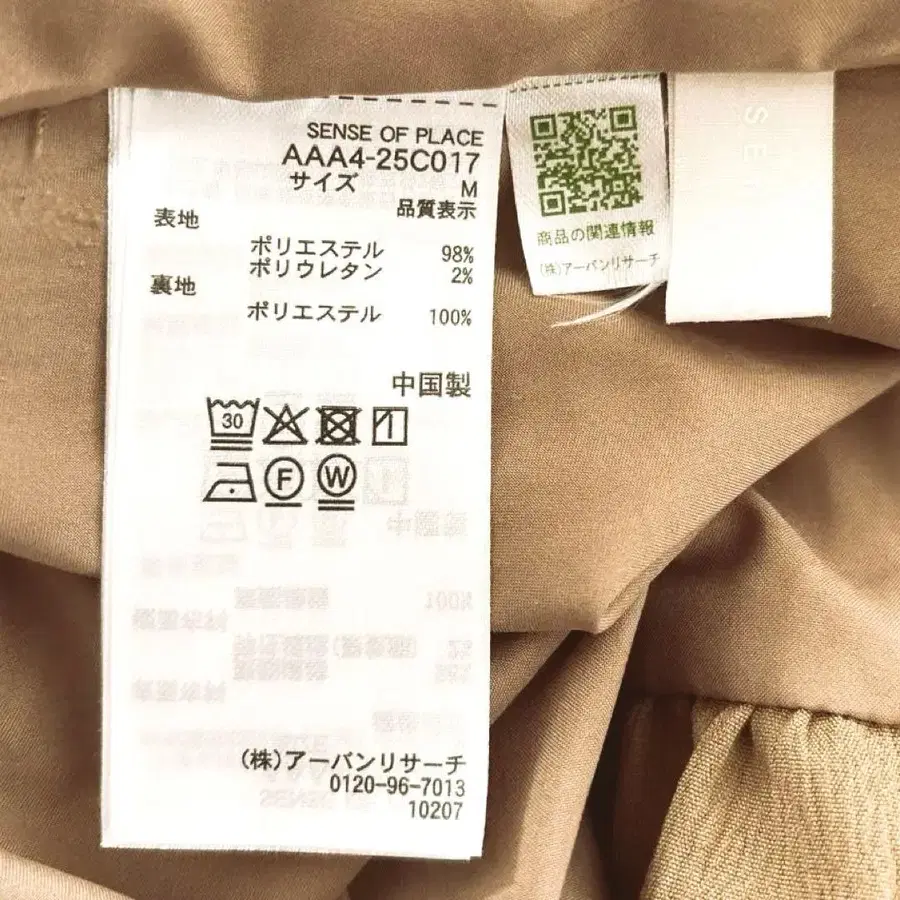 SENSE OF PLACE
AAA4-25C017
サイズ M
品質表示
表地
ポリエステル 98%
ポリウレタン 2%
裏地
ポリエステル 100%
中国製
30
F W
(株)アーバンリサーチ
0120-96-7013
10207
商品の関連情報
(株)アーバンリサーチ
SE